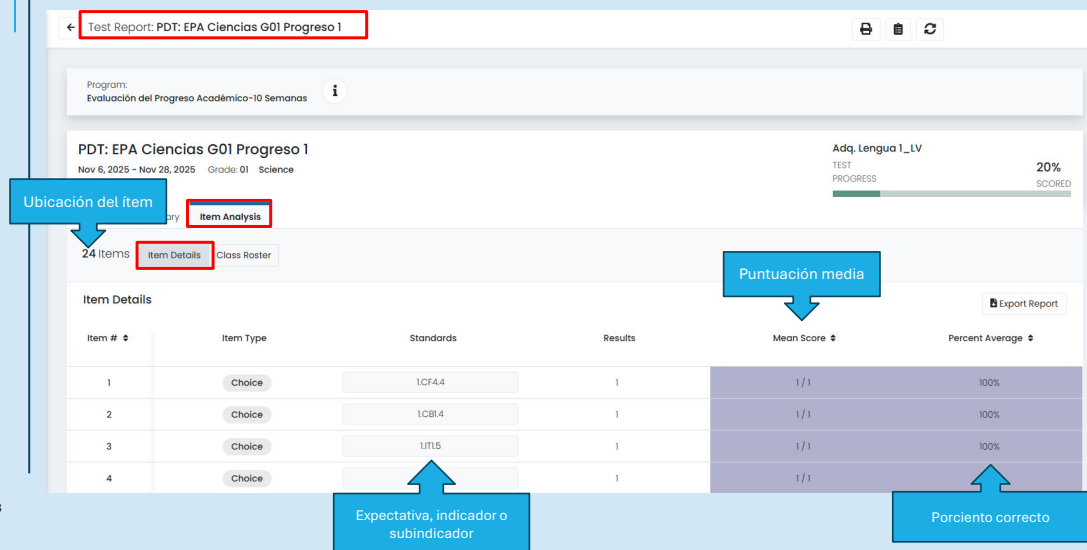 Test Report: PDT: EPA Ciencias G01 Progreso 1
Program:
Evaluación del Progreso Académico-10 Semanas
i
PDT: EPA Ciencias G01 Progreso 1
Nov 6, 2025 - Nov 28, 2025 Grade: 01 Science
Adq. Lengua 1_LV
TEST
PROGRESS
20%
SCORED
Ubicación del ítem
ary Item Analysis
24 Items Item Details Class Roster
Puntuación media
Item Details
Export Report
Item # Item Type Standards Results Mean Score Percent Average
1 Choice 1.CF4.4 1 1 / 1 100%
2 Choice 1.CB1.4 1 1 / 1 100%
3 Choice 1.IT1.5 1 1 / 1 100%
4 Choice 1 1 / 1
Expectativa, indicador o
subindicador
Porciento correcto